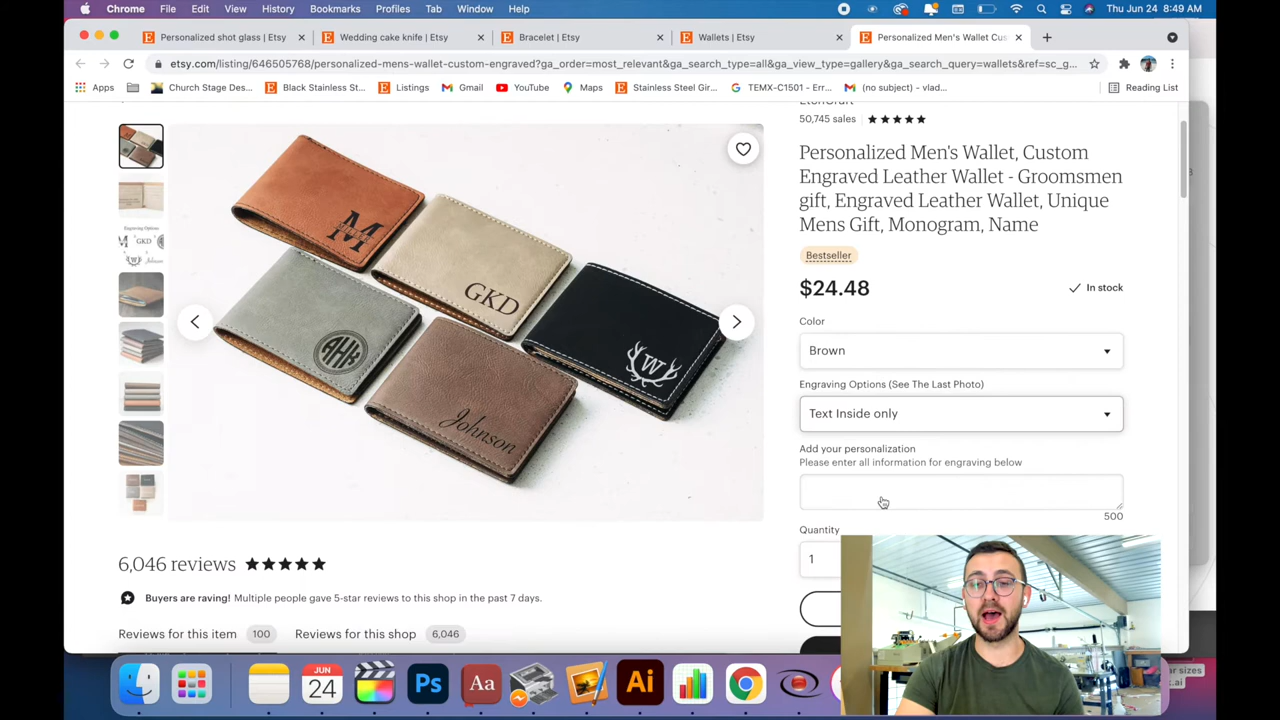 Chrome File Edit View History Bookmarks Profiles Tab Window Help Thu Jun 24 8:49 AM
Personalized shot glass | Etsy Wedding cake knife | Etsy Bracelet | Etsy Wallets | Etsy Personalized Men's Wallet Cus
etsy.com/listing/646505768/personalized-mens-wallet-custom-engraved?ga_order=most_relevant&ga_search_type=all&ga_view_type=gallery&ga_search_query=wallets&ref=sc_g...
Apps Church Stage Des... Black Stainless St... Listings Gmail YouTube Maps Stainless Steel Gir... TEMX-C1501 - Err... (no subject) - vlad... Reading List
EtonCraft
50,745 sales
Personalized Men's Wallet, Custom
Engraved Leather Wallet - Groomsmen
gift, Engraved Leather Wallet, Unique
Mens Gift, Monogram, Name
Bestseller
$24.48 In stock
Color
Brown
Engraving Options (See The Last Photo)
Text Inside only
Add your personalization
Please enter all information for engraving below
500
Quantity
1
M
GKD
AHK
W
Johnson
Engraving Options
6,046 reviews
Buyers are raving! Multiple people gave 5-star reviews to this shop in the past 7 days.
Reviews for this item 100 Reviews for this shop 6,046
JUN
24
Ps
Aa
Ai